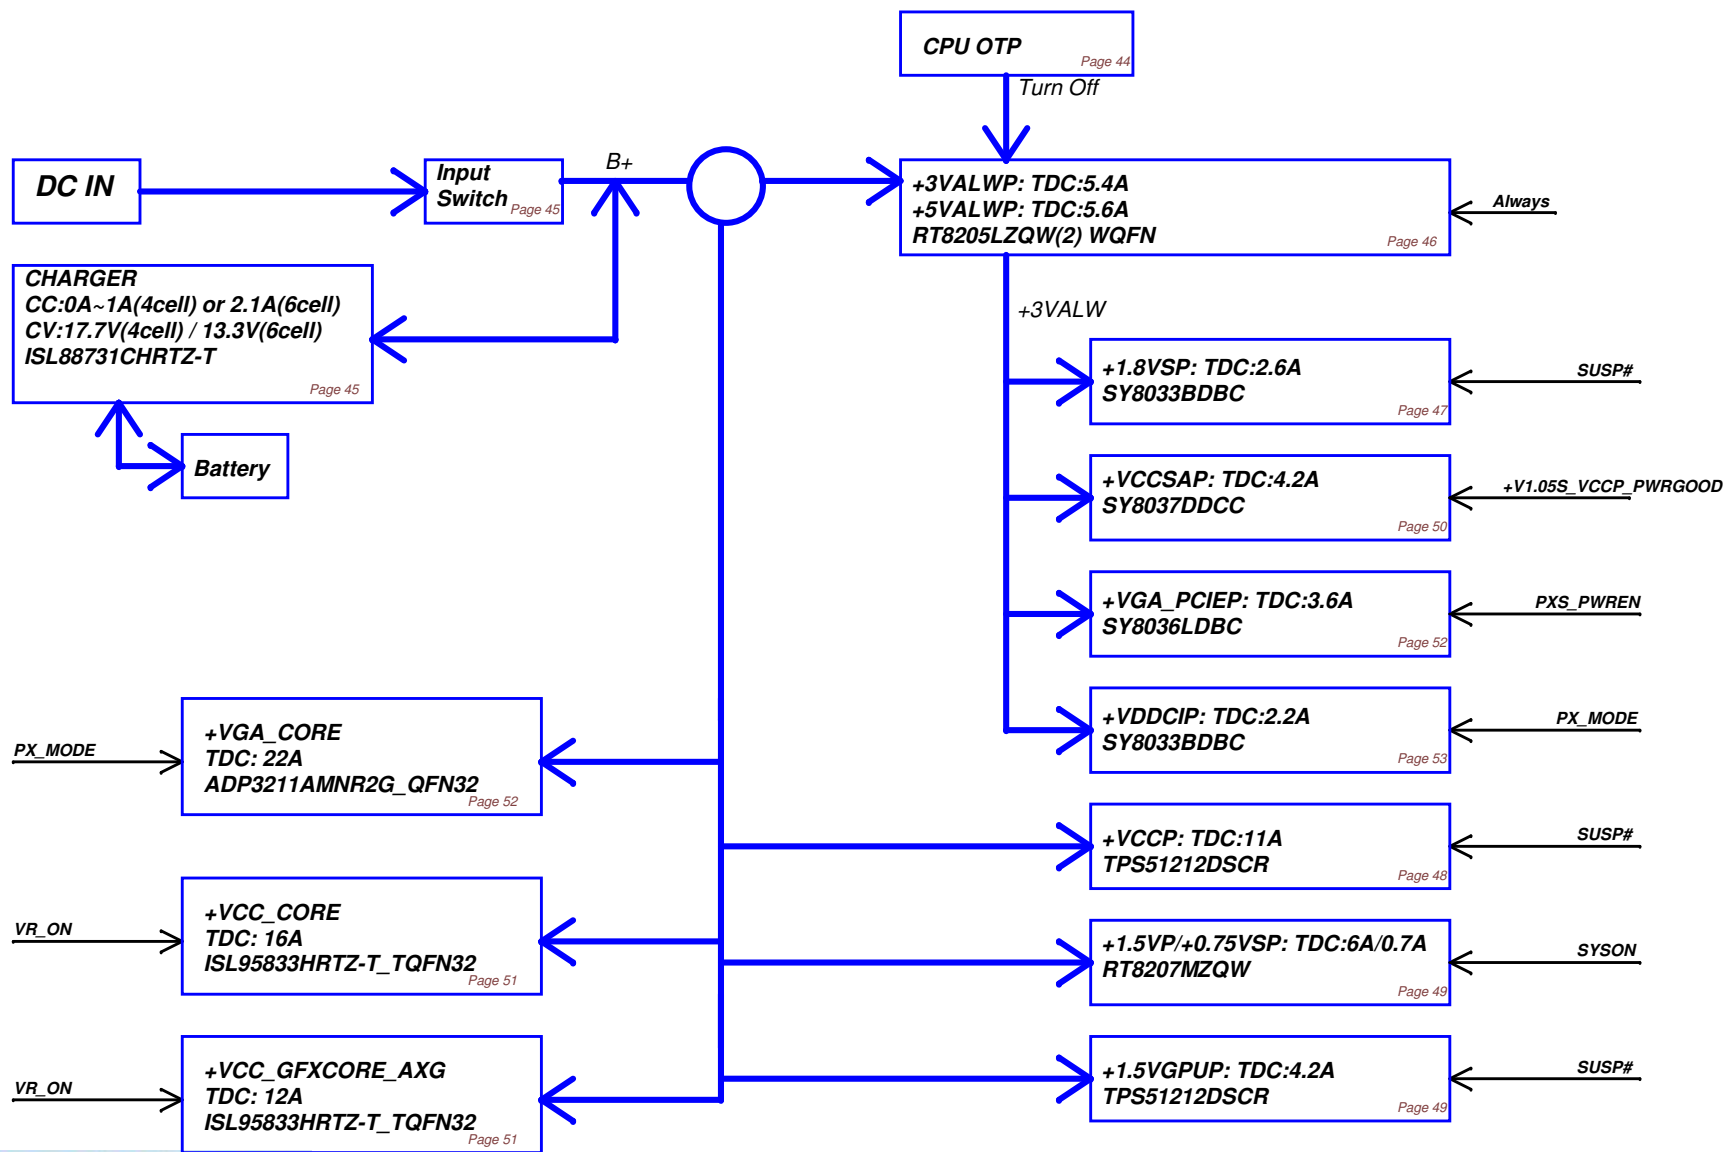 CPU OTP
Page 44
Turn Off
DC IN
Input
Switch
Page 45
B+
+3VALWP: TDC:5.4A
+5VALWP: TDC:5.6A
RT8205LZQW(2) WQFN
Page 46
Always
CHARGER
CC:0A~1A(4cell) or 2.1A(6cell)
CV:17.7V(4cell) / 13.3V(6cell)
ISL88731CHRTZ-T
Page 45
Battery
+3VALW
+1.8VSP: TDC:2.6A
SY8033BDBC
Page 47
SUSP#
+VCCSAP: TDC:4.2A
SY8037DDCC
Page 50
+V1.05S_VCCP_PWRGOOD
+VGA_PCIEP: TDC:3.6A
SY8036LDBC
Page 52
PXS_PWREN
+VDDCIP: TDC:2.2A
SY8033BDBC
Page 53
PX_MODE
PX_MODE
+VGA_CORE
TDC: 22A
ADP3211AMNR2G_QFN32
Page 52
+VCCP: TDC:11A
TPS51212DSCR
Page 48
SUSP#
VR_ON
+VCC_CORE
TDC: 16A
ISL95833HRTZ-T_TQFN32
Page 51
+1.5VP/+0.75VSP: TDC:6A/0.7A
RT8207MZQW
Page 49
SYSON
VR_ON
+VCC_GFXCORE_AXG
TDC: 12A
ISL95833HRTZ-T_TQFN32
Page 51
+1.5VGPUP: TDC:4.2A
TPS51212DSCR
Page 49
SUSP#